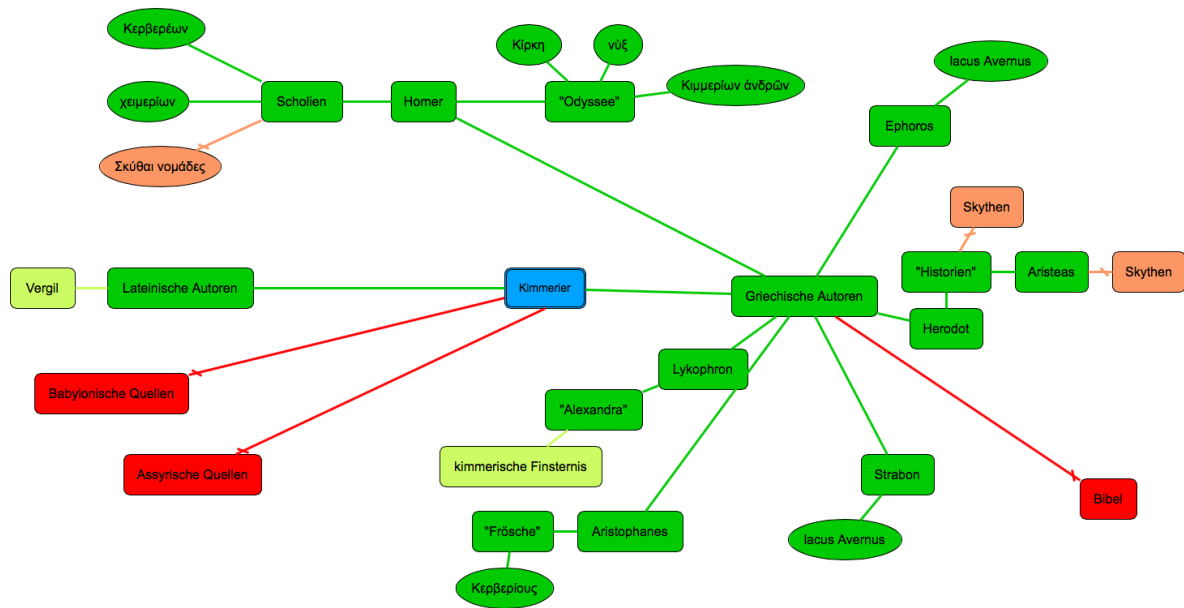 Κερβερέων
Κῖρκη
νὺξ
lacus Avernus
Scholien
Homer
"Odyssee"
Κιμμερίων ἀνδρῶν
χειμερίων
Ephoros
Σκύθαι νομάδες
Skythen
Vergil
Lateinische Autoren
Kimmerier
Griechische Autoren
"Historien"
Aristeas
Skythen
Herodot
Lykophron
Babylonische Quellen
"Alexandra"
kimmerische Finsternis
Assyrische Quellen
Strabon
Bibel
"Frösche"
Aristophanes
lacus Avernus
Κερβερίους